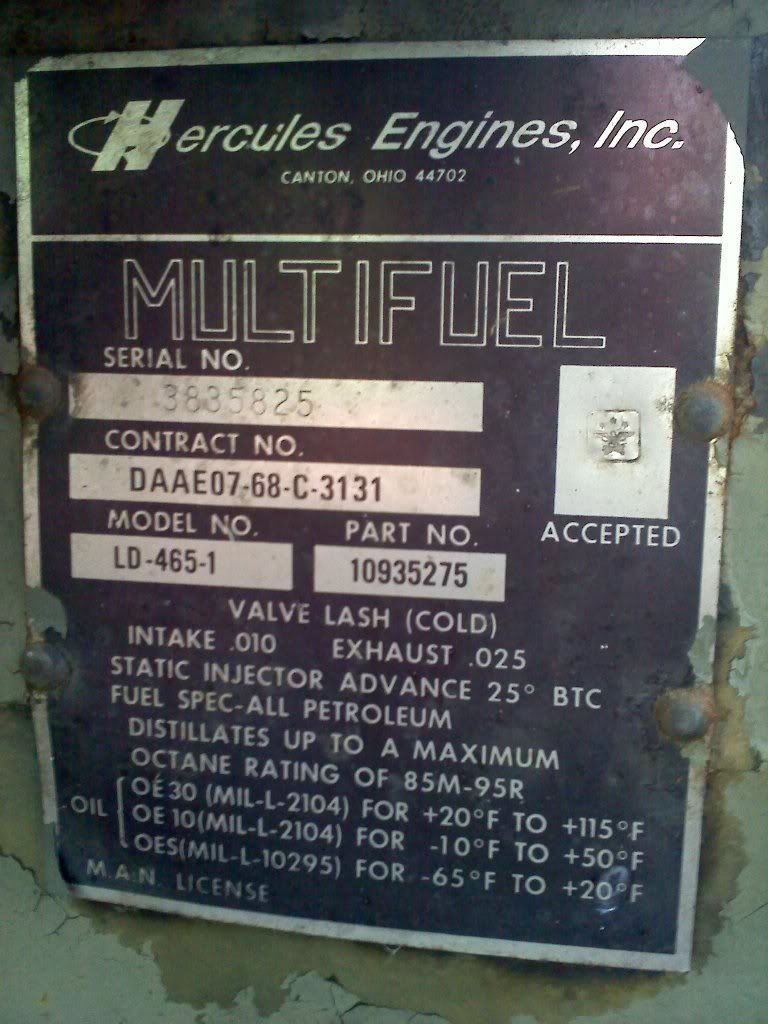 Hercules Engines, Inc.
CANTON, OHIO 44702
MULTIFUEL
SERIAL NO.
3835825
CONTRACT NO.
DAAE07-68-C-3131
MODEL NO. PART NO. ACCEPTED
LD-465-1 10935275
VALVE LASH (COLD)
INTAKE .010 EXHAUST .025
STATIC INJECTOR ADVANCE 25° BTC
FUEL SPEC-ALL PETROLEUM
DISTILLATES UP TO A MAXIMUM
OCTANE RATING OF 85M-95R
OIL
OE 30 (MIL-L-2104) FOR +20°F TO +115°F
OE 10 (MIL-L-2104) FOR -10°F TO +50°F
OES (MIL-L-10295) FOR -65°F TO +20°F
M.A.N. LICENSE